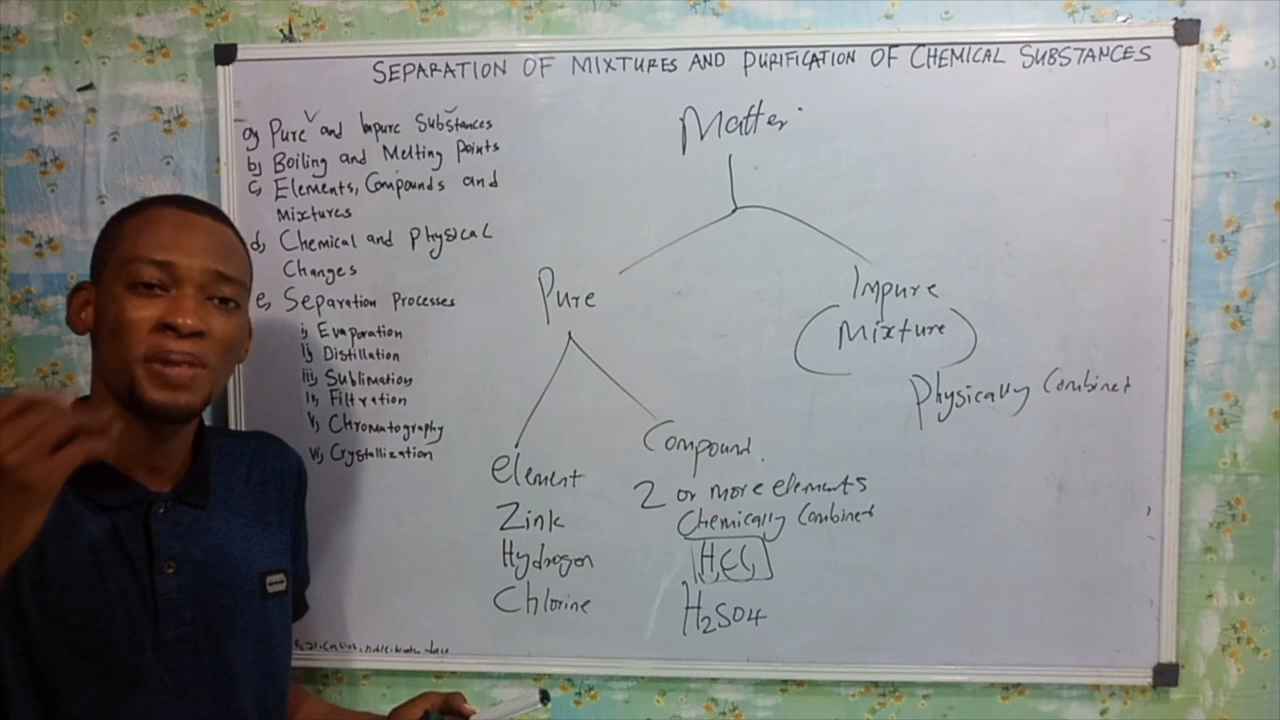 SEPARATION OF MIXTURES AND PURIFICATION OF CHEMICAL SUBSTANCES
a) Pure and Impure Substances
b) Boiling and Melting Points
c) Elements, Compounds and
Mixtures
d) Chemical and Physical
Changes
e) Separation Processes
i) Evaporation
ii) Distillation
iii) Sublimation
iv) Filtration
v) Chromatography
vi) Crystallization
Matter
Pure
Impure
(Mixture)
Physically Combined
Element
Zink
Hydrogen
Chlorine
Compound
2 or more elements
Chemically Combined
HCl
H2SO4